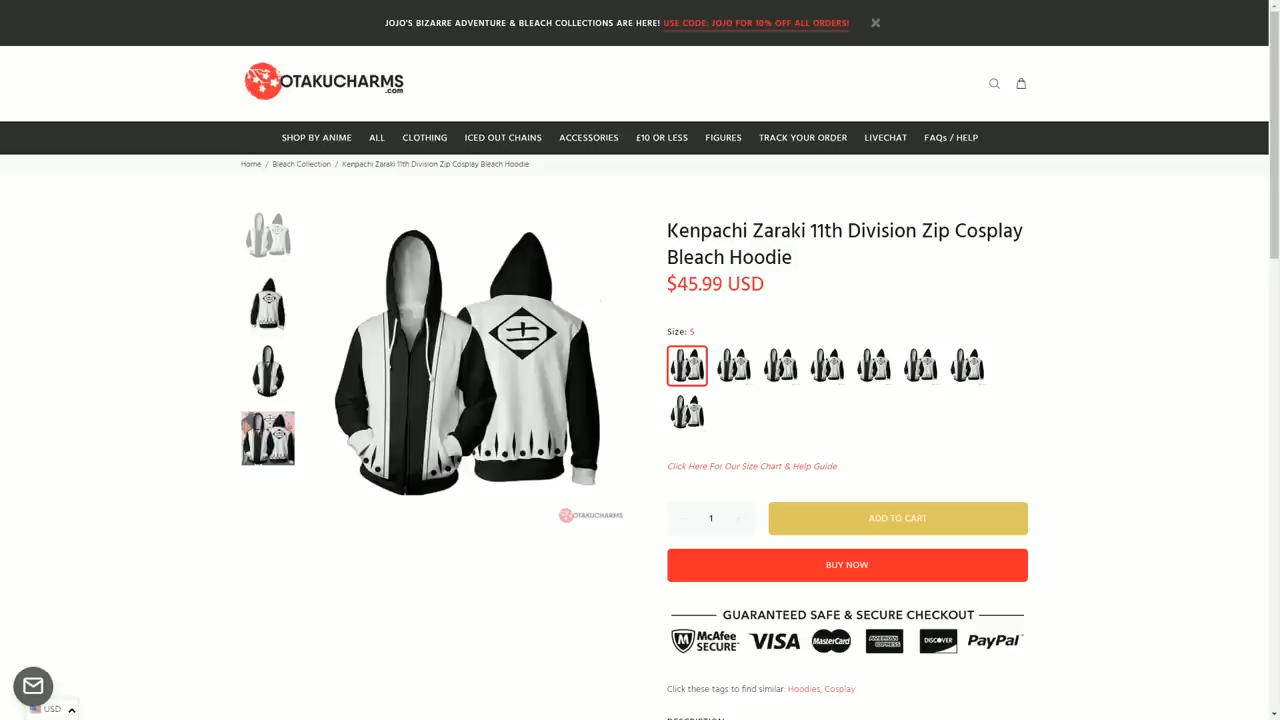 JOJO'S BIZARRE ADVENTURE & BLEACH COLLECTIONS ARE HERE! USE CODE: JOJO FOR 10% OFF ALL ORDERS!
OTAKUCHARMS
.com
SHOP BY ANIME ALL CLOTHING ICED OUT CHAINS ACCESSORIES £10 OR LESS FIGURES TRACK YOUR ORDER LIVECHAT FAQs / HELP
Home / Bleach Collection / Kenpachi Zaraki 11th Division Zip Cosplay Bleach Hoodie
Kenpachi Zaraki 11th Division Zip Cosplay
Bleach Hoodie
$45.99 USD
Size: S
Click Here For Our Size Chart & Help Guide
1
ADD TO CART
OTAKUCHARMS
BUY NOW
GUARANTEED SAFE & SECURE CHECKOUT
McAfee SECURE VISA MasterCard AMERICAN EXPRESS DISCOVER PayPal
Click these tags to find similar: Hoodies, Cosplay
USD
DESCRIPTION